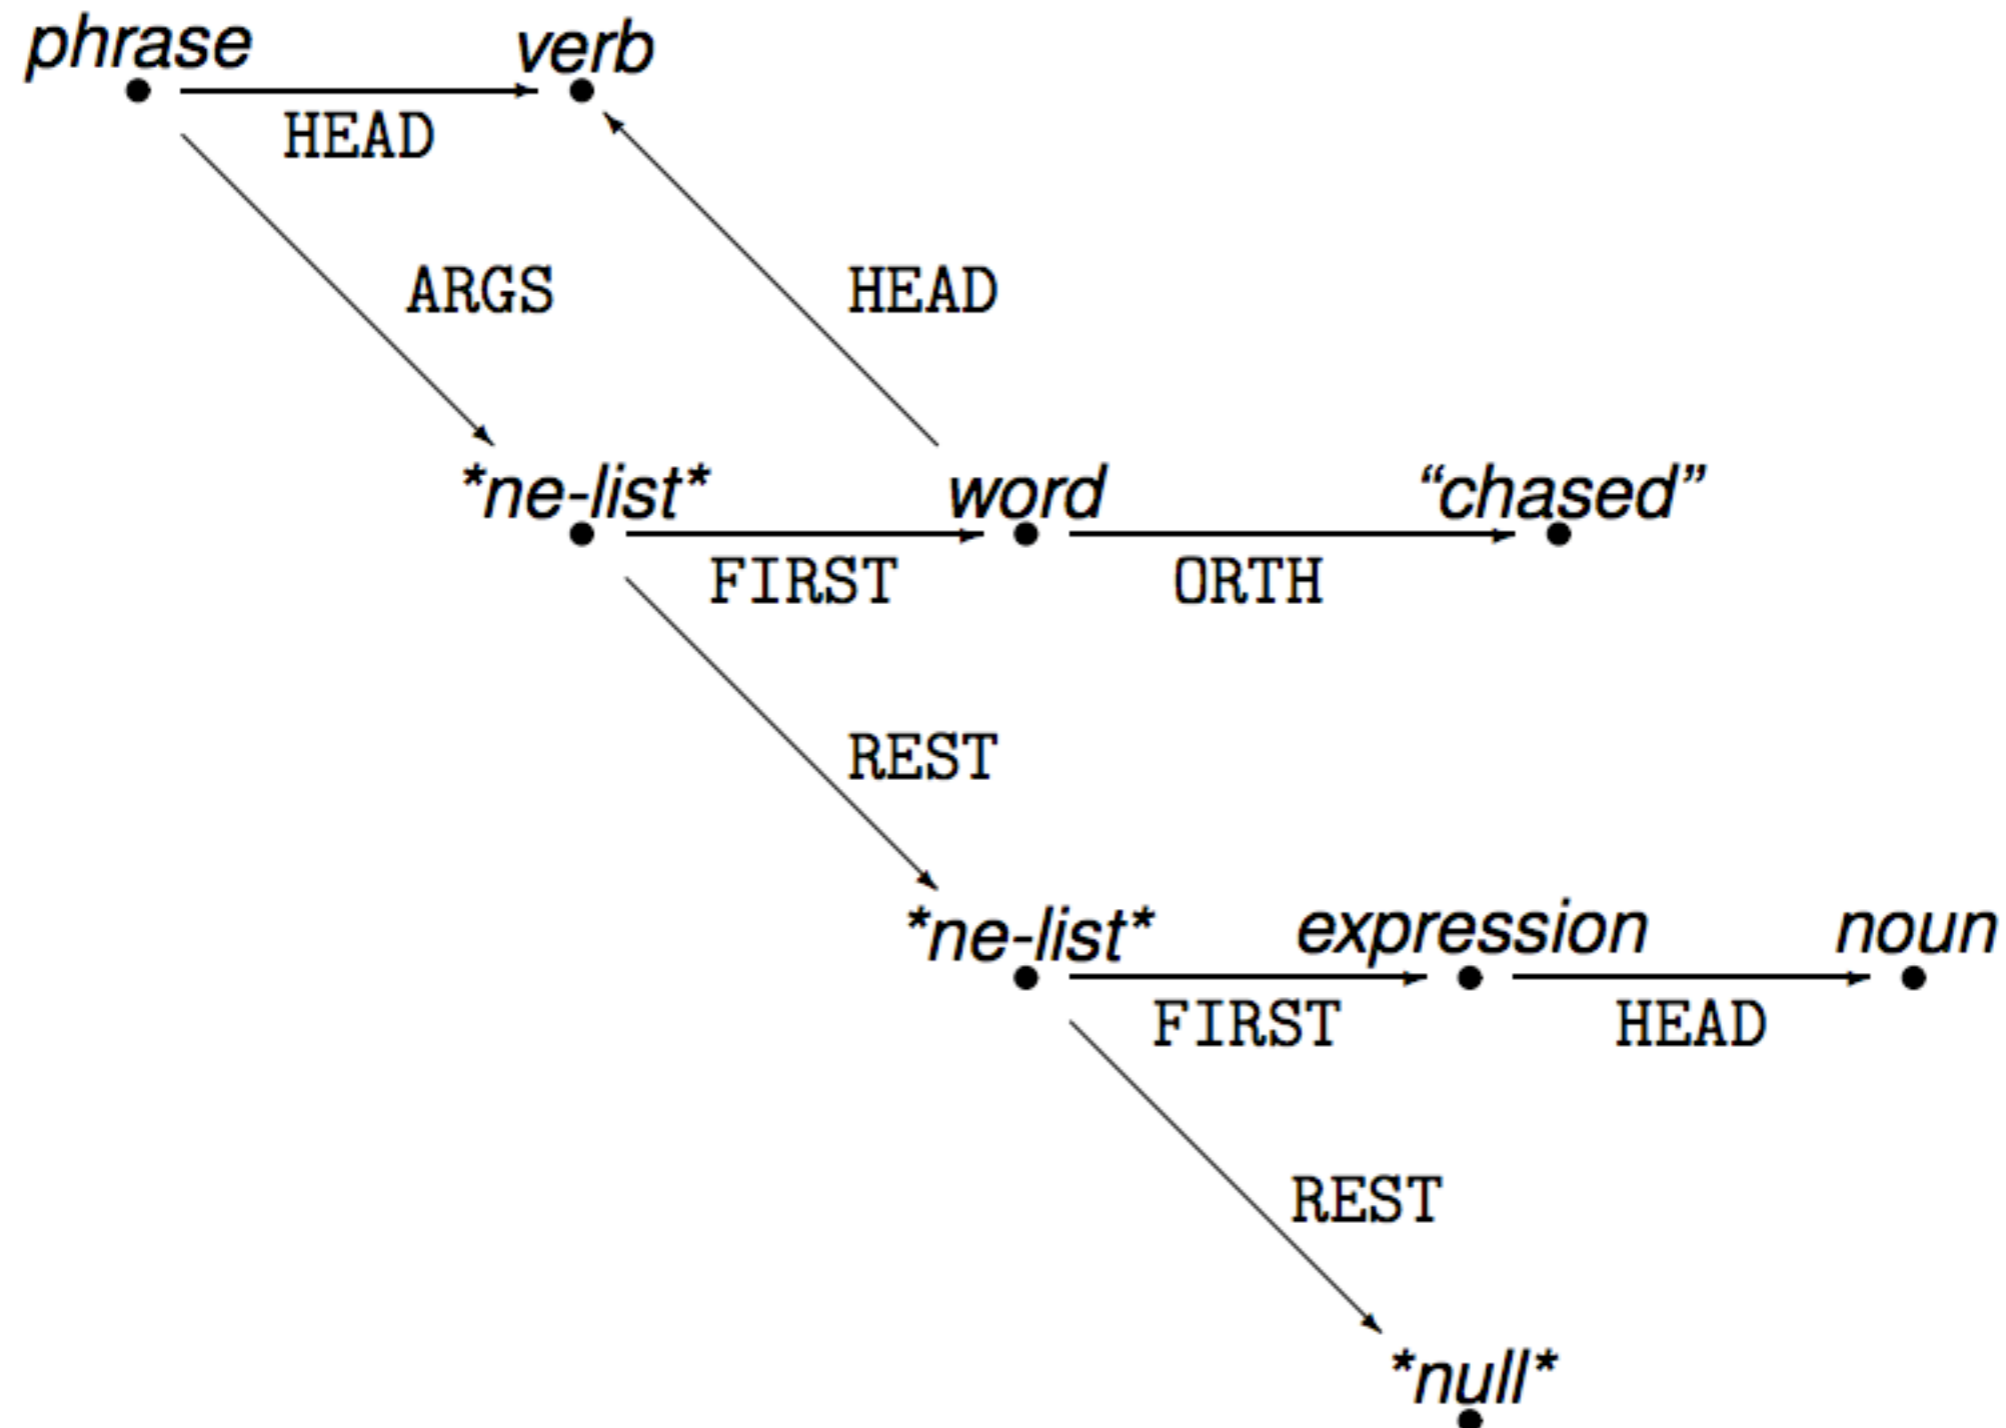 phrase verb
HEAD
ARGS HEAD
*ne-list* word “chased”
FIRST ORTH
REST
*ne-list* expression noun
FIRST HEAD
REST
*null*